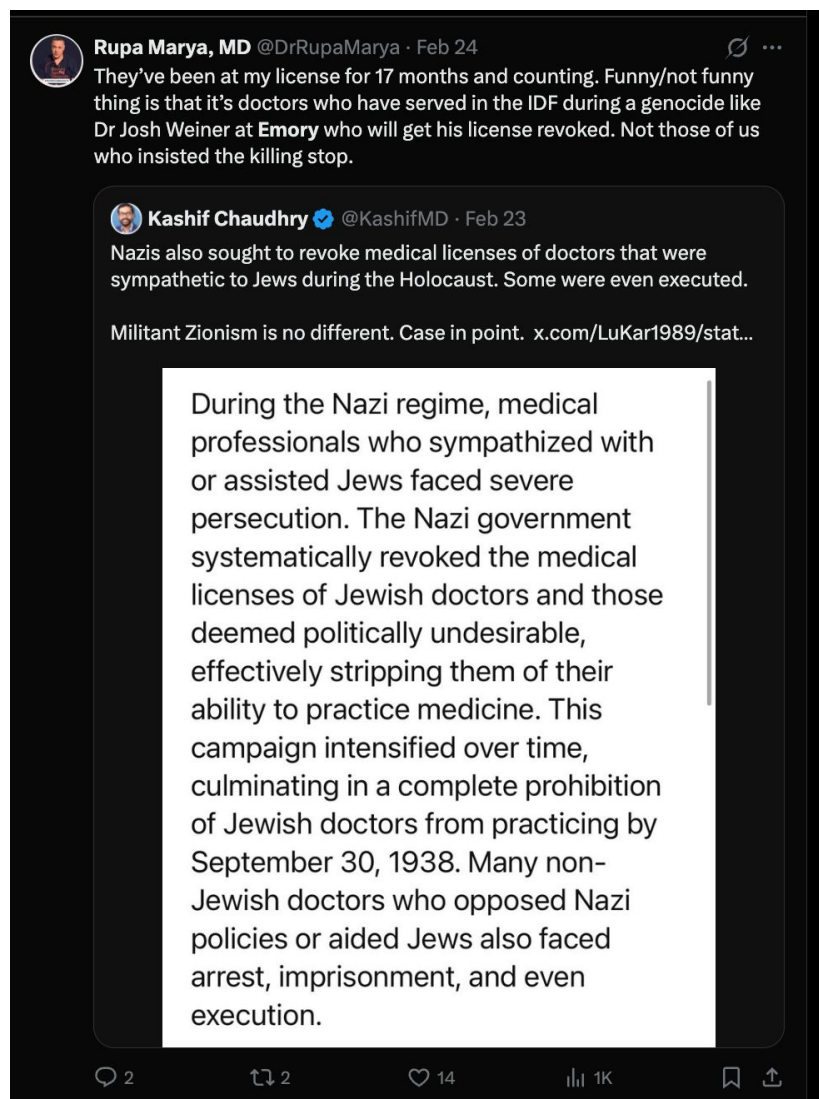 Rupa Marya, MD @DrRupaMarya · Feb 24
They’ve been at my license for 17 months and counting. Funny/not funny
thing is that it’s doctors who have served in the IDF during a genocide like
Dr Josh Weiner at Emory who will get his license revoked. Not those of us
who insisted the killing stop.
Kashif Chaudhry @KashifMD · Feb 23
Nazis also sought to revoke medical licenses of doctors that were
sympathetic to Jews during the Holocaust. Some were even executed.
Militant Zionism is no different. Case in point. x.com/LuKar1989/stat...
During the Nazi regime, medical
professionals who sympathized with
or assisted Jews faced severe
persecution. The Nazi government
systematically revoked the medical
licenses of Jewish doctors and those
deemed politically undesirable,
effectively stripping them of their
ability to practice medicine. This
campaign intensified over time,
culminating in a complete prohibition
of Jewish doctors from practicing by
September 30, 1938. Many non-
Jewish doctors who opposed Nazi
policies or aided Jews also faced
arrest, imprisonment, and even
execution.
2 2 14 1K